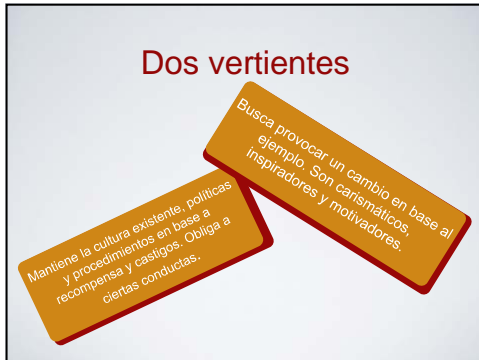 Dos vertientes
Busca provocar un cambio en base al
ejemplo. Son carismáticos,
inspiradores y motivadores.
Mantiene la cultura existente, políticas
y procedimientos en base a
recompensa y castigos. Obliga a
ciertas conductas.